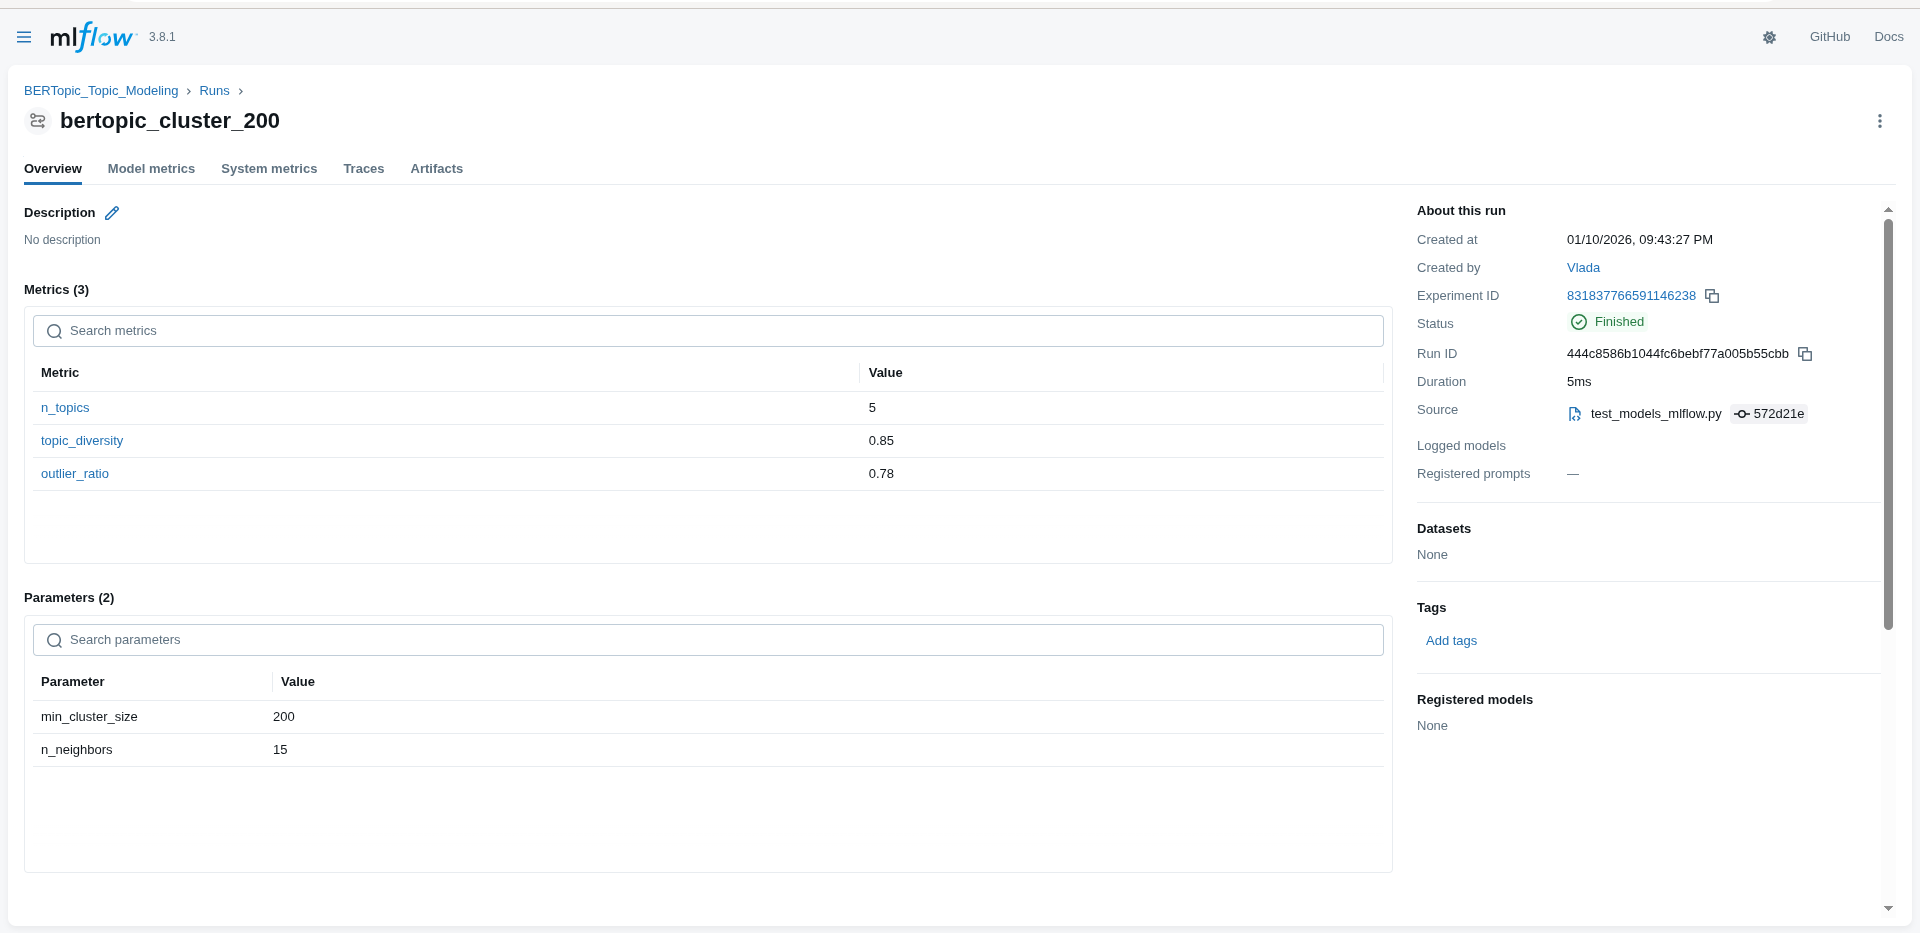 mlflow 3.8.1 GitHub Docs
BERTopic_Topic_Modeling › Runs ›
bertopic_cluster_200
Overview Model metrics System metrics Traces Artifacts
Description
No description
Metrics (3)
Search metrics
Metric Value
n_topics 5
topic_diversity 0.85
outlier_ratio 0.78
Parameters (2)
Search parameters
Parameter Value
min_cluster_size 200
n_neighbors 15
About this run
Created at 01/10/2026, 09:43:27 PM
Created by Vlada
Experiment ID 831837766591146238
Status Finished
Run ID 444c8586b1044fc6bebf77a005b55cbb
Duration 5ms
Source test_models_mlflow.py 572d21e
Logged models
Registered prompts —
Datasets
None
Tags
Add tags
Registered models
None